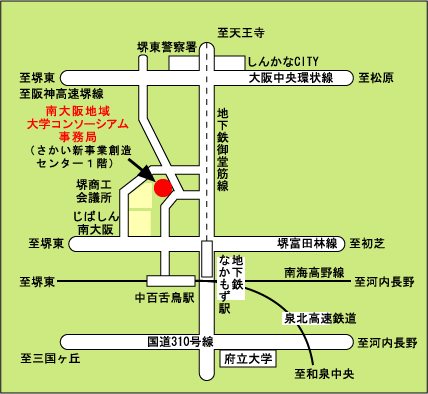 至天王寺
堺東警察署
しんかなCITY
至堺東
大阪中央環状線
至松原
至阪神高速堺線
南大阪地域
大学コンソーシアム
事務局
(さかい新事業創造
センター1階)
地下鉄御堂筋線
堺商工
会議所
じばしん
南大阪
至堺東
堺富田林線
至初芝
地下鉄
なかもず駅
南海高野線
至堺東
至河内長野
中百舌鳥駅
泉北高速鉄道
国道310号線
至河内長野
至三国ヶ丘
府立大学
至和泉中央